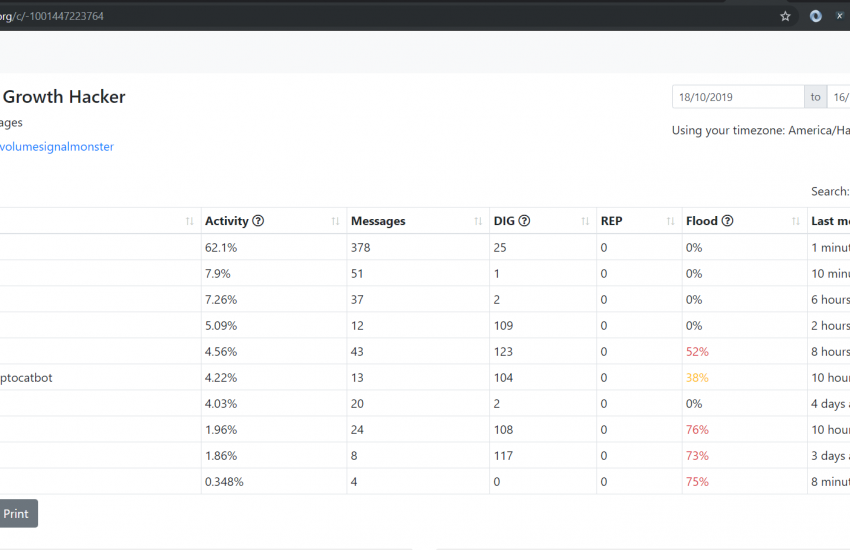 org/c/-1001447223764
Growth Hacker
18/10/2019 to 16/
ages
Using your timezone: America/Ha
volumesignalmonster
Search:
Activity Messages DIG REP Flood Last me
62.1% 378 25 0 0% 1 minut
7.9% 51 1 0 0% 10 minu
7.26% 37 2 0 0% 6 hours
5.09% 12 109 0 0% 2 hours
4.56% 43 123 0 52% 8 hours
ptocatbot 4.22% 13 104 0 38% 10 hour
4.03% 20 2 0 0% 4 days a
1.96% 24 108 0 76% 10 hour
1.86% 8 117 0 73% 3 days a
0.348% 4 0 0 75% 8 minut
Print